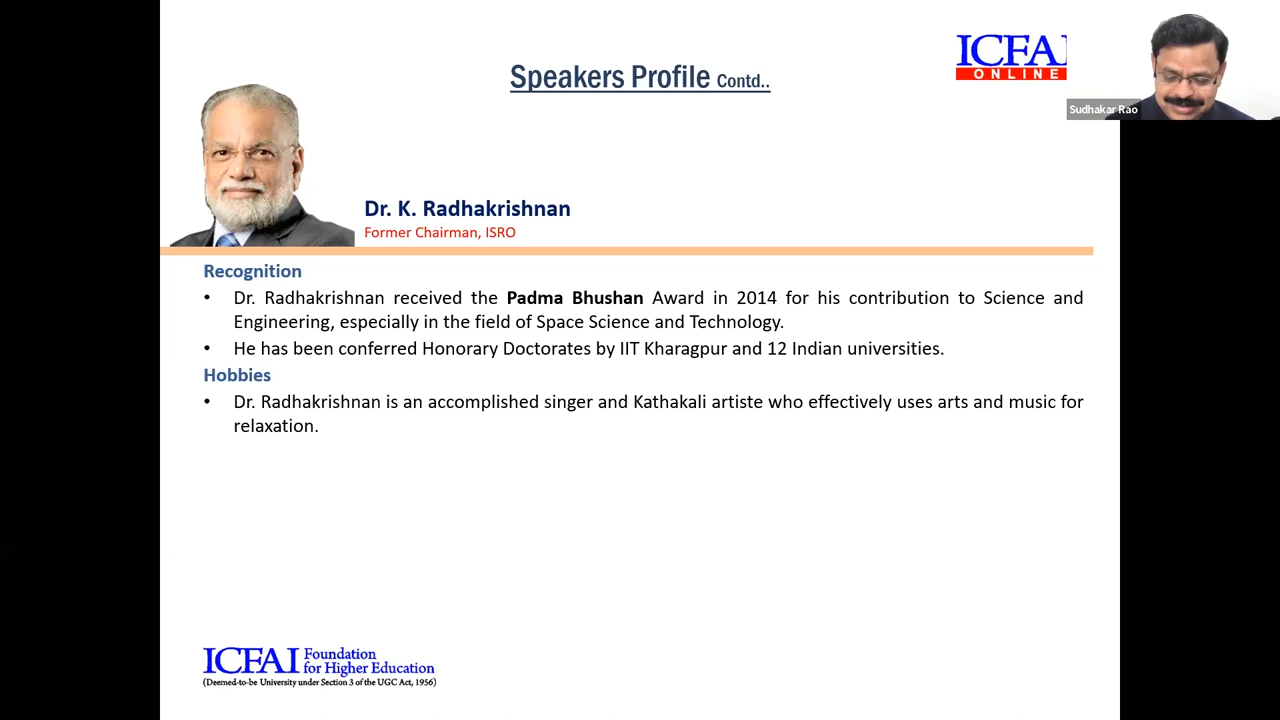 Speakers Profile Contd..
ICFA
ONLINE
Sudhakar Rao
Dr. K. Radhakrishnan
Former Chairman, ISRO
Recognition
• Dr. Radhakrishnan received the Padma Bhushan Award in 2014 for his contribution to Science and
Engineering, especially in the field of Space Science and Technology.
• He has been conferred Honorary Doctorates by IIT Kharagpur and 12 Indian universities.
Hobbies
• Dr. Radhakrishnan is an accomplished singer and Kathakali artiste who effectively uses arts and music for
relaxation.
ICFAI Foundation
for Higher Education
(Deemed-to-be University under Section 3 of the UGC Act, 1956)